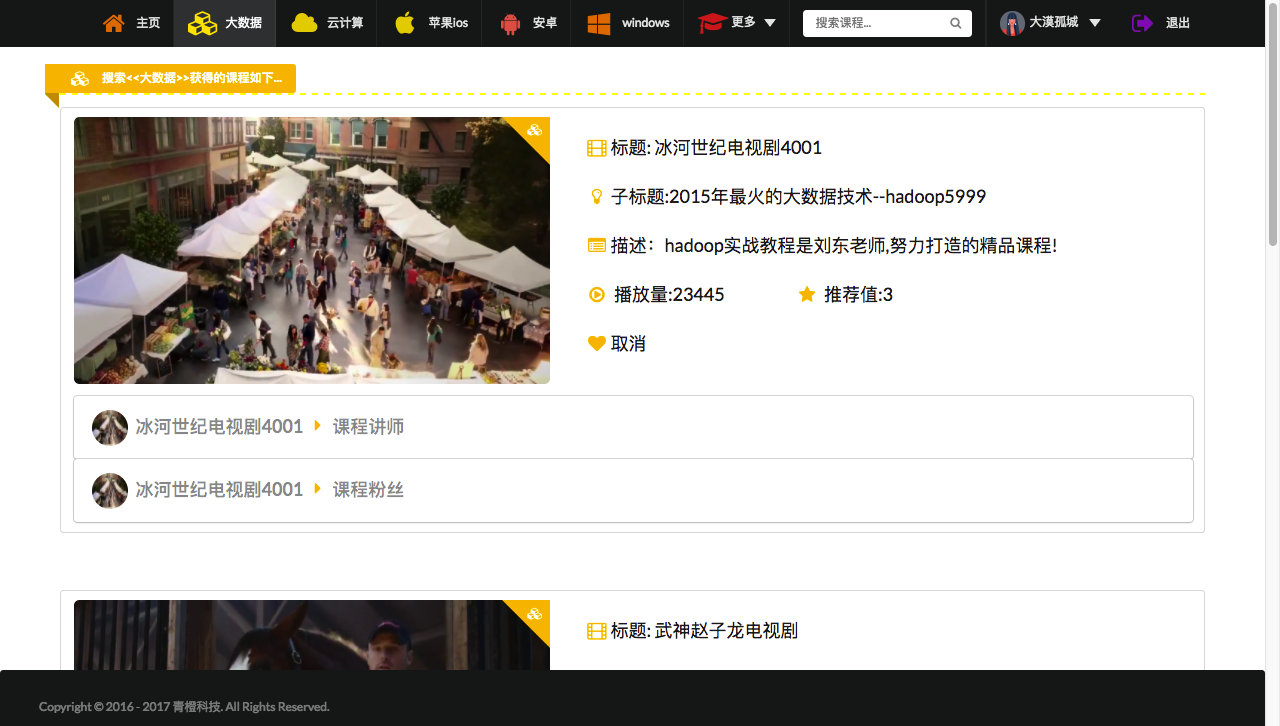 主页 大数据 云计算 苹果ios 安卓 windows 更多 搜索课程... 大漠孤城 退出
搜索<<大数据>>获得的课程如下...
标题: 冰河世纪电视剧4001
子标题:2015年最火的大数据技术--hadoop5999
描述：hadoop实战教程是刘东老师,努力打造的精品课程!
播放量:23445 推荐值:3
取消
冰河世纪电视剧4001 课程讲师
冰河世纪电视剧4001 课程粉丝
标题: 武神赵子龙电视剧
Copyright © 2016 - 2017 青橙科技. All Rights Reserved.